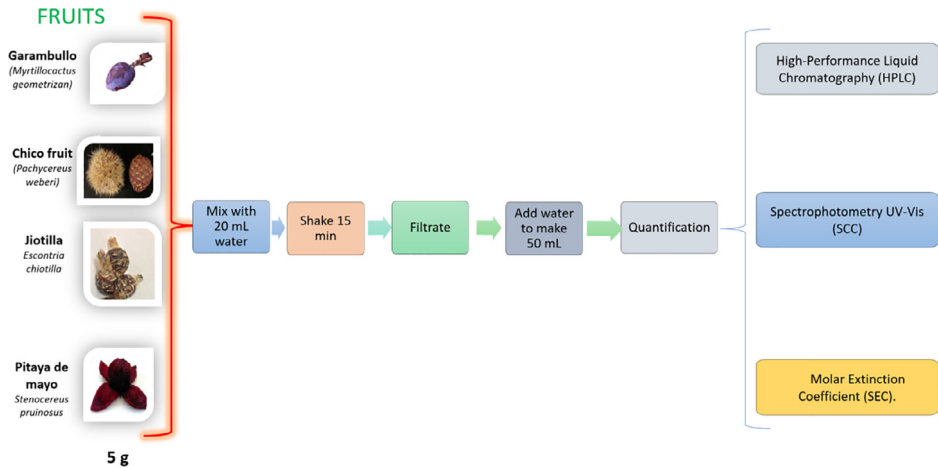 FRUITS
Garambullo
(Myrtillocactus
geometrizan)
Chico fruit
(Pachycereus
weberi)
Jiotilla
Escontria
chiotilla
Pitaya de
mayo
Stenocereus
pruinosus
5 g
Mix with
20 mL
water
Shake 15
min
Filtrate
Add water
to make
50 mL
Quantification
High-Performance Liquid
Chromatography (HPLC)
Spectrophotometry UV-Vis
(SCC)
Molar Extinction
Coefficient (SEC).